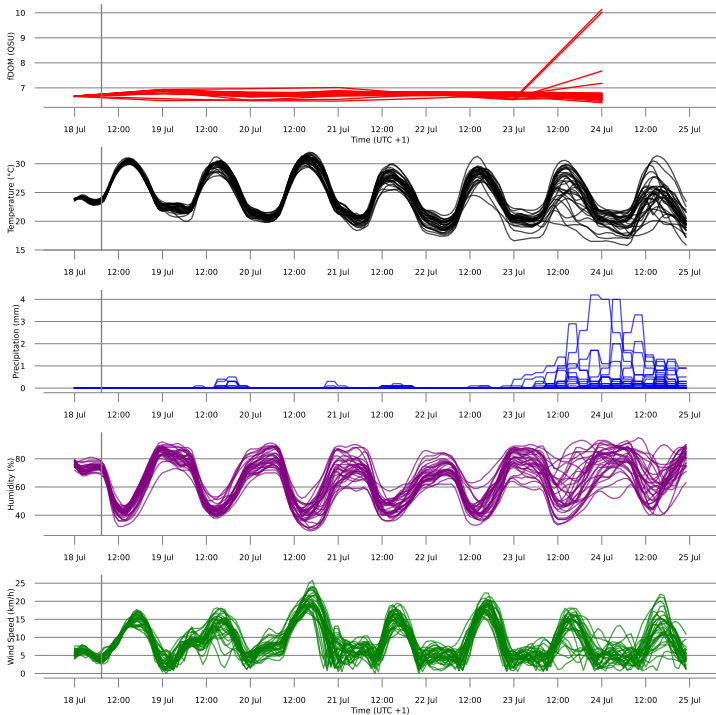 10
9
8
7
fDOM (QSU)
18 Jul 12:00 19 Jul 12:00 20 Jul 12:00 21 Jul 12:00 22 Jul 12:00 23 Jul 12:00 24 Jul 12:00 25 Jul
Time (UTC +1)
30
25
20
15
Temperature (°C)
18 Jul 12:00 19 Jul 12:00 20 Jul 12:00 21 Jul 12:00 22 Jul 12:00 23 Jul 12:00 24 Jul 12:00 25 Jul
4
3
2
1
0
Precipitation (mm)
18 Jul 12:00 19 Jul 12:00 20 Jul 12:00 21 Jul 12:00 22 Jul 12:00 23 Jul 12:00 24 Jul 12:00 25 Jul
80
60
40
Humidity (%)
18 Jul 12:00 19 Jul 12:00 20 Jul 12:00 21 Jul 12:00 22 Jul 12:00 23 Jul 12:00 24 Jul 12:00 25 Jul
25
20
15
10
5
0
Wind Speed (km/h)
18 Jul 12:00 19 Jul 12:00 20 Jul 12:00 21 Jul 12:00 22 Jul 12:00 23 Jul 12:00 24 Jul 12:00 25 Jul
Time (UTC +1)